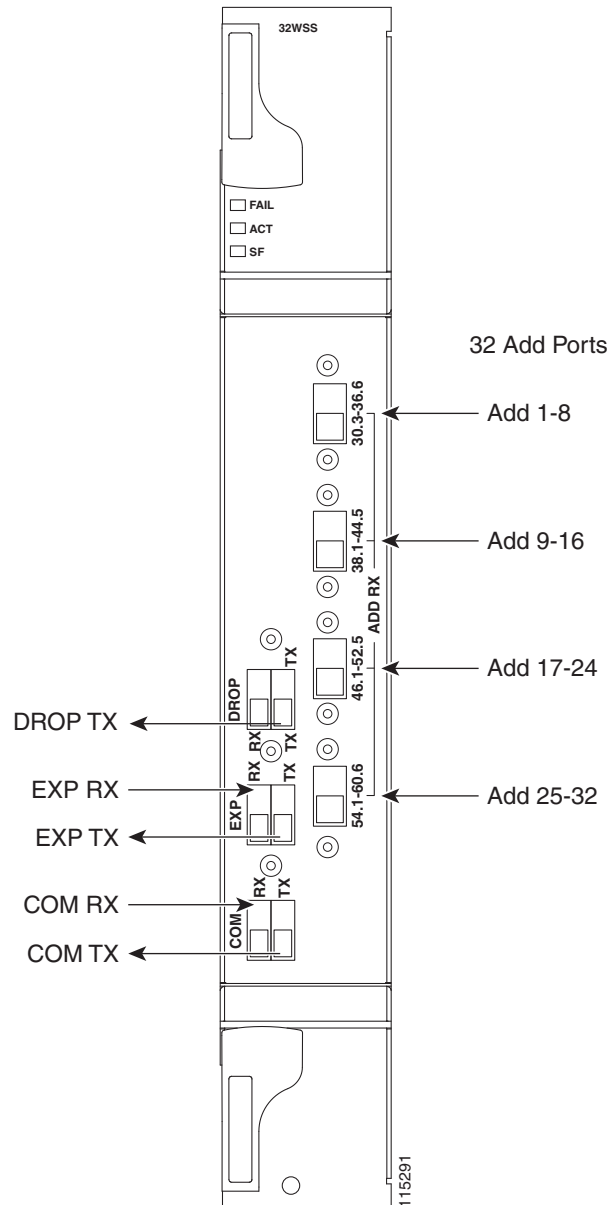 32WSS
FAIL
ACT
SF
32 Add Ports
30.3-36.6
Add 1-8
38.1-44.5
Add 9-16
ADD RX
46.1-52.5
Add 17-24
54.1-60.6
Add 25-32
TX
DROP
DROP TX
RX
TX
RX
TX
EXP RX
EXP
EXP TX
RX
TX
COM RX
COM
COM TX
115291